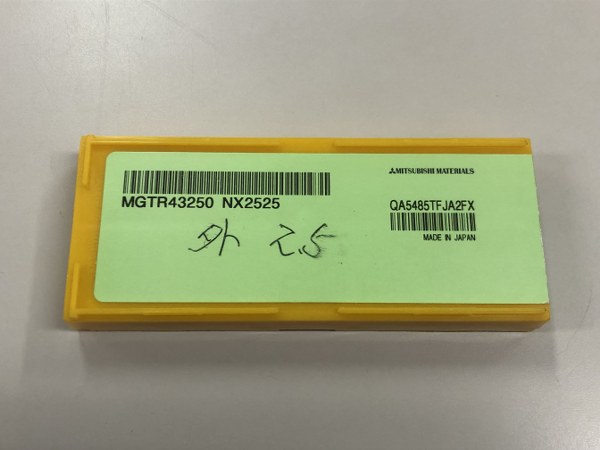 MITSUBISHI MATERIALS
MGTR43250 NX2525
QA5485TFJA2FX
MADE IN JAPAN
外 2.5